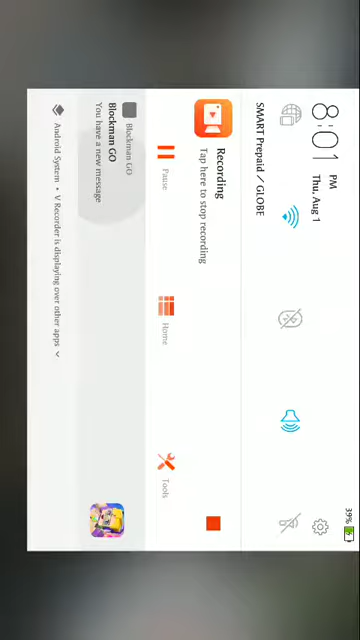 39%
8:01 PM
Thu, Aug 1
SMART Prepaid / GLOBE
Recording
Tap here to stop recording
Pause
Home
Tools
Blockman GO
Blockman GO
You have a new message
Android System • V Recorder is displaying over other apps